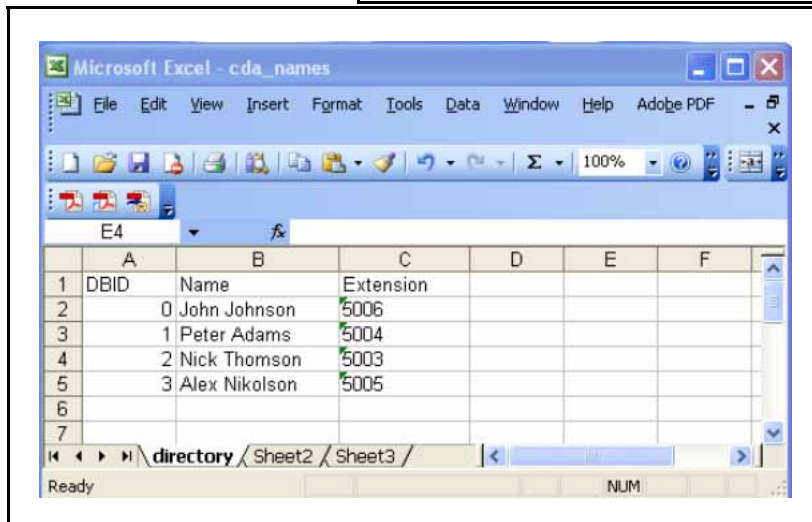 Microsoft Excel - cda_names
File Edit View Insert Format Tools Data Window Help Adobe PDF
100%
E4 fx
A B C D E F
1 DBID Name Extension
2 0 John Johnson 5006
3 1 Peter Adams 5004
4 2 Nick Thomson 5003
5 3 Alex Nikolson 5005
6
7
directory / Sheet2 / Sheet3 /
Ready NUM